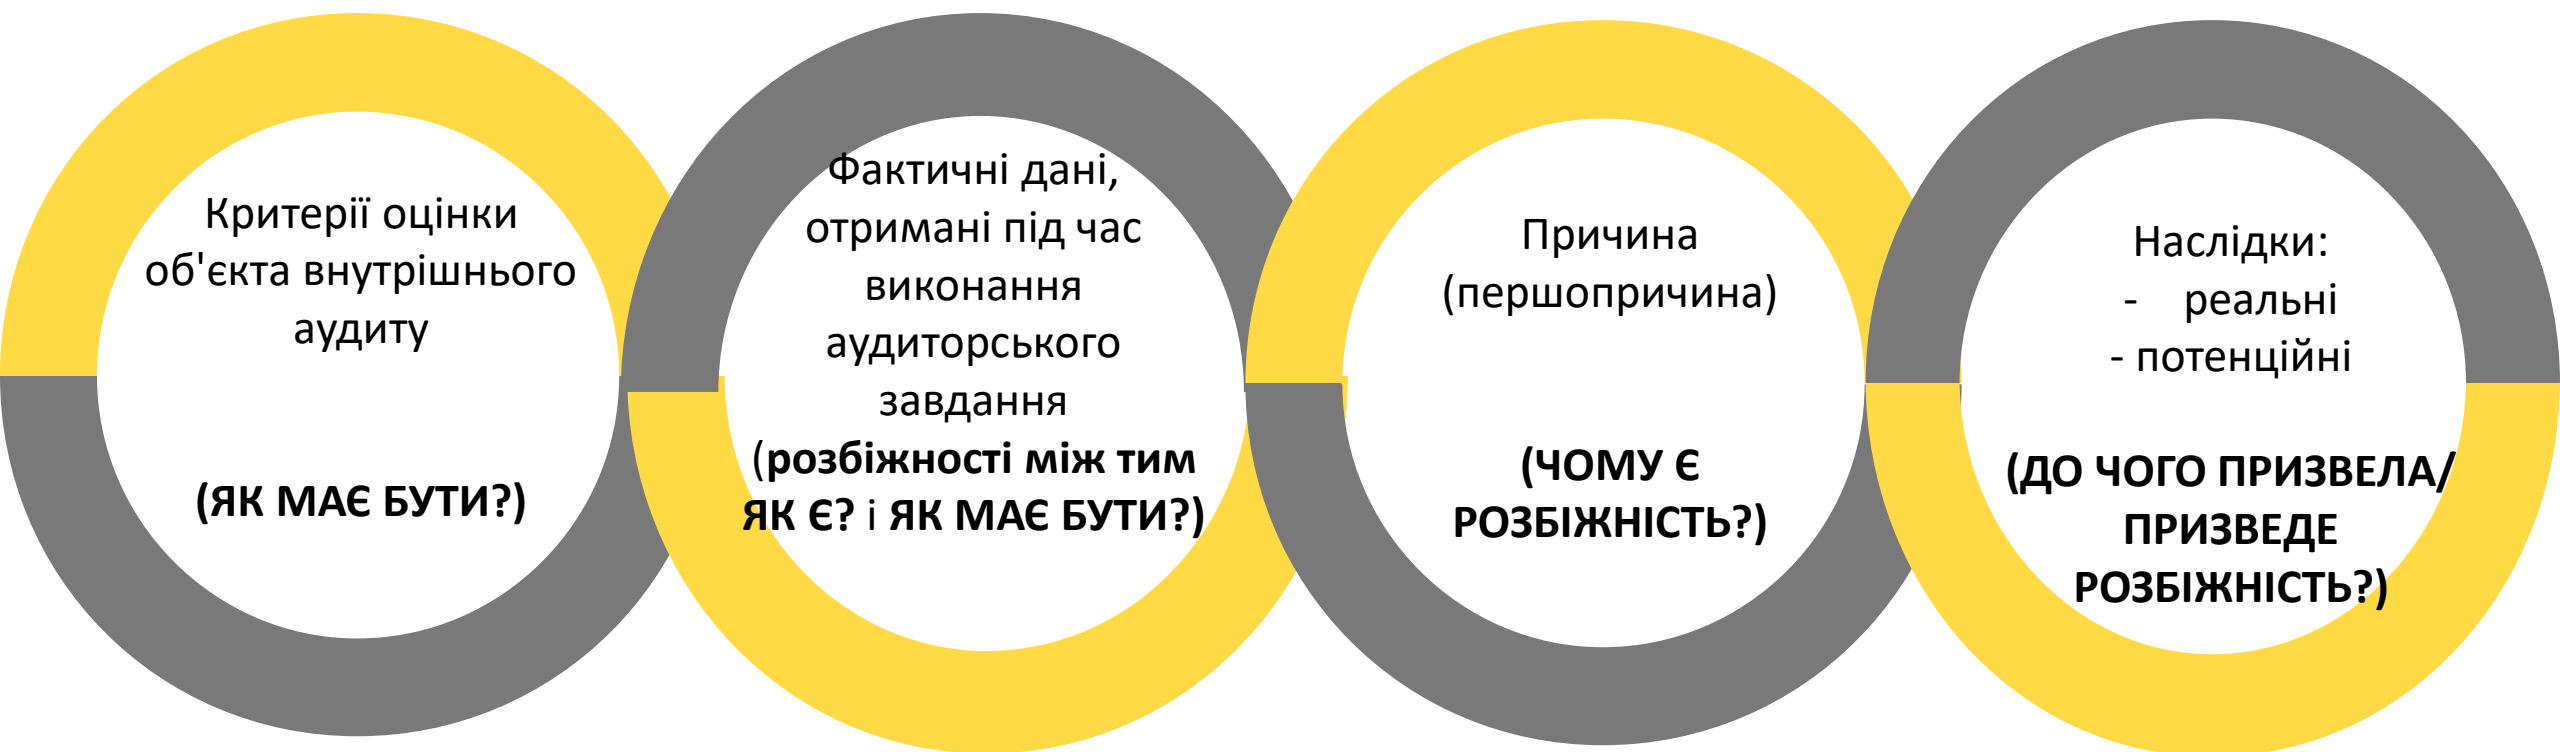 Критерії оцінки
об'єкта внутрішнього
аудиту
(ЯК МАЄ БУТИ?)
Фактичні дані,
отримані під час
виконання
аудиторського
завдання
(розбіжності між тим
ЯК Є? і ЯК МАЄ БУТИ?)
Причина
(першопричина)
(ЧОМУ Є
РОЗБІЖНІСТЬ?)
Наслідки:
- реальні
- потенційні
(ДО ЧОГО ПРИЗВЕЛА/
ПРИЗВЕДЕ
РОЗБІЖНІСТЬ?)